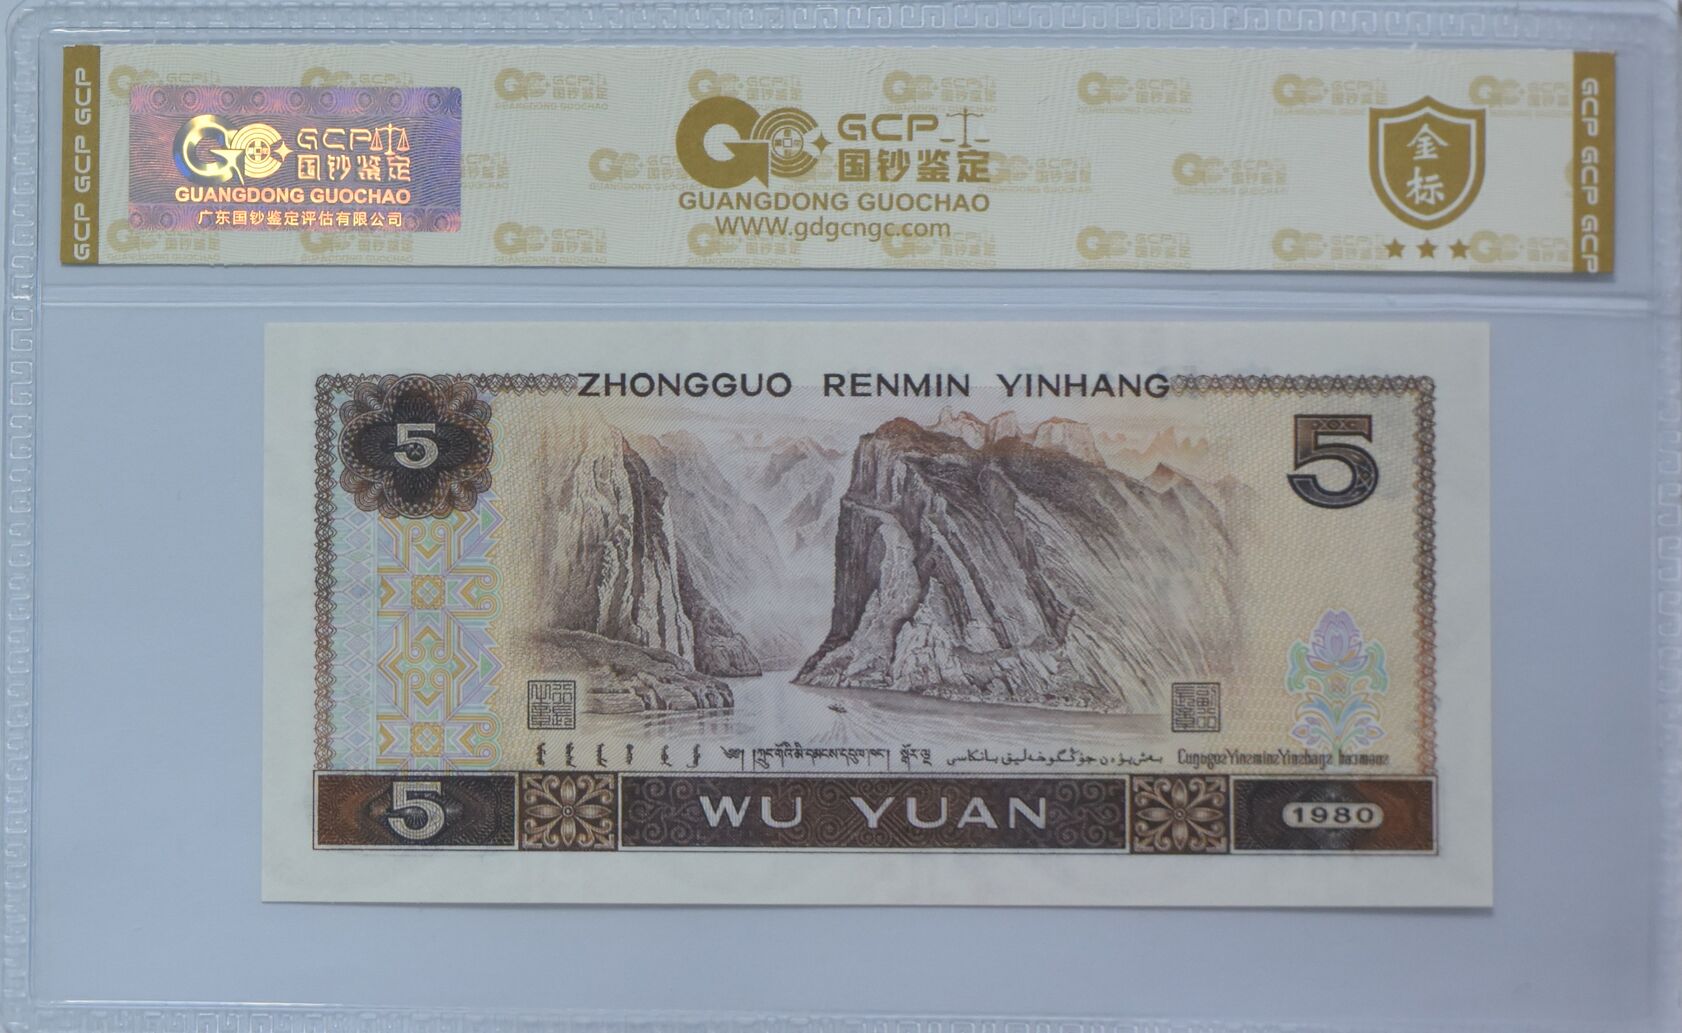 GCP GCP GCP
GCP
国钞鉴定
GUANGDONG GUOCHAO
广东国钞鉴定评估有限公司
GCP
国钞鉴定
GUANGDONG GUOCHAO
WWW.gdgcngc.com
金标
GCP GCP GCP
ZHONGGUO RENMIN YINHANG
5
5
5
WU YUAN
1980